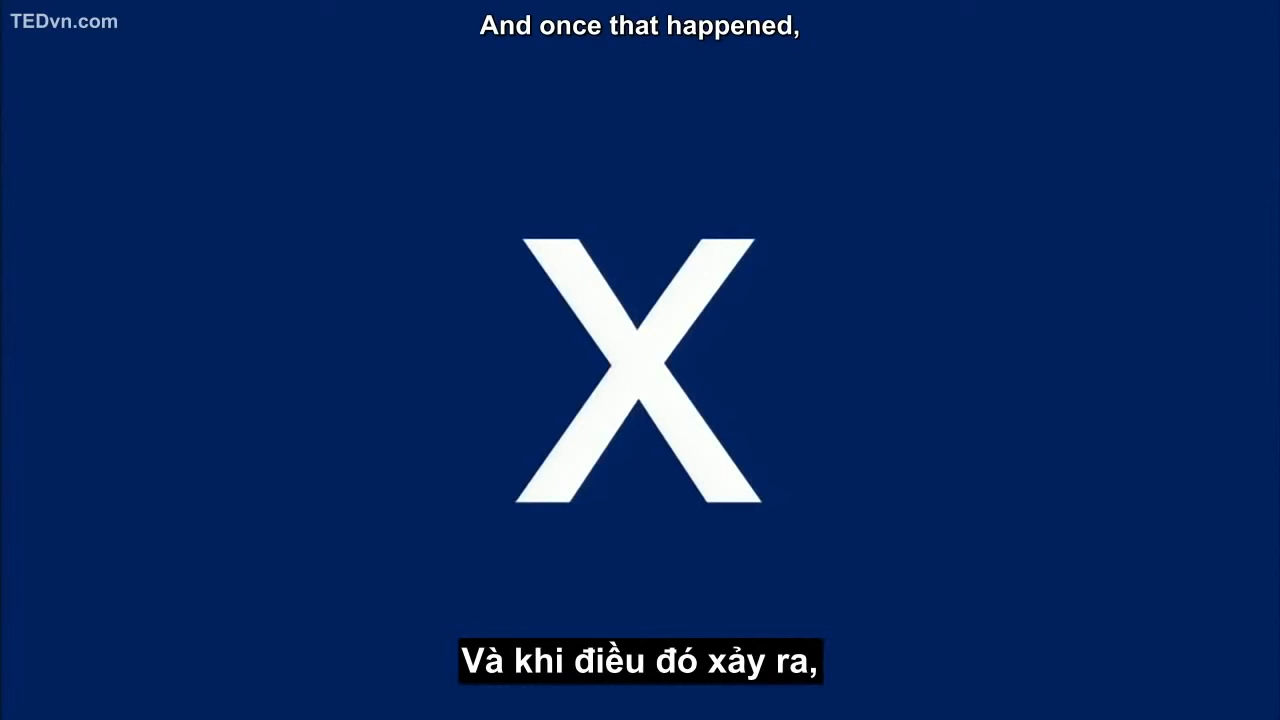 TEDvn.com
And once that happened,
X
Và khi điều đó xảy ra,